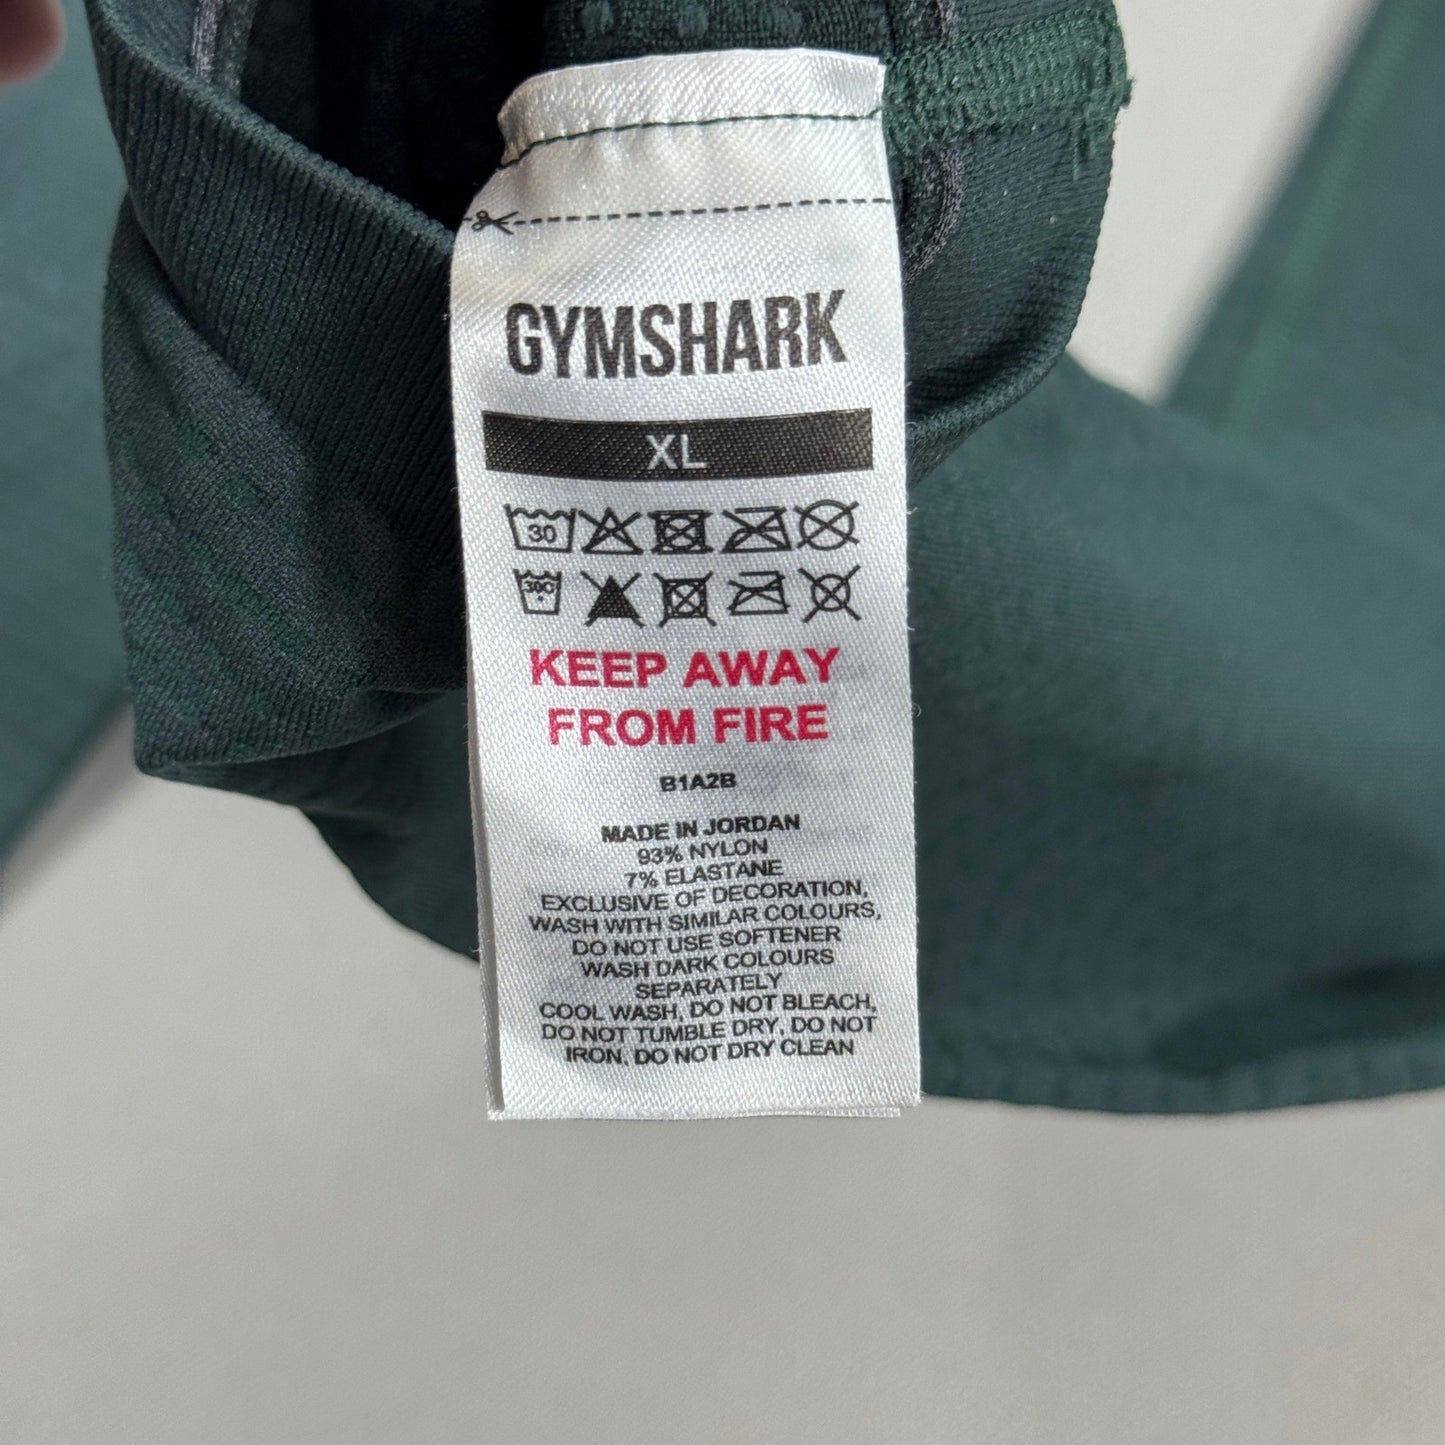 GYMSHARK
XL
30
30C
KEEP AWAY
FROM FIRE
B1A2B
MADE IN JORDAN
93% NYLON
7% ELASTANE
EXCLUSIVE OF DECORATION,
WASH WITH SIMILAR COLOURS,
DO NOT USE SOFTENER
WASH DARK COLOURS
SEPARATELY
COOL WASH, DO NOT BLEACH,
DO NOT TUMBLE DRY, DO NOT
IRON, DO NOT DRY CLEAN